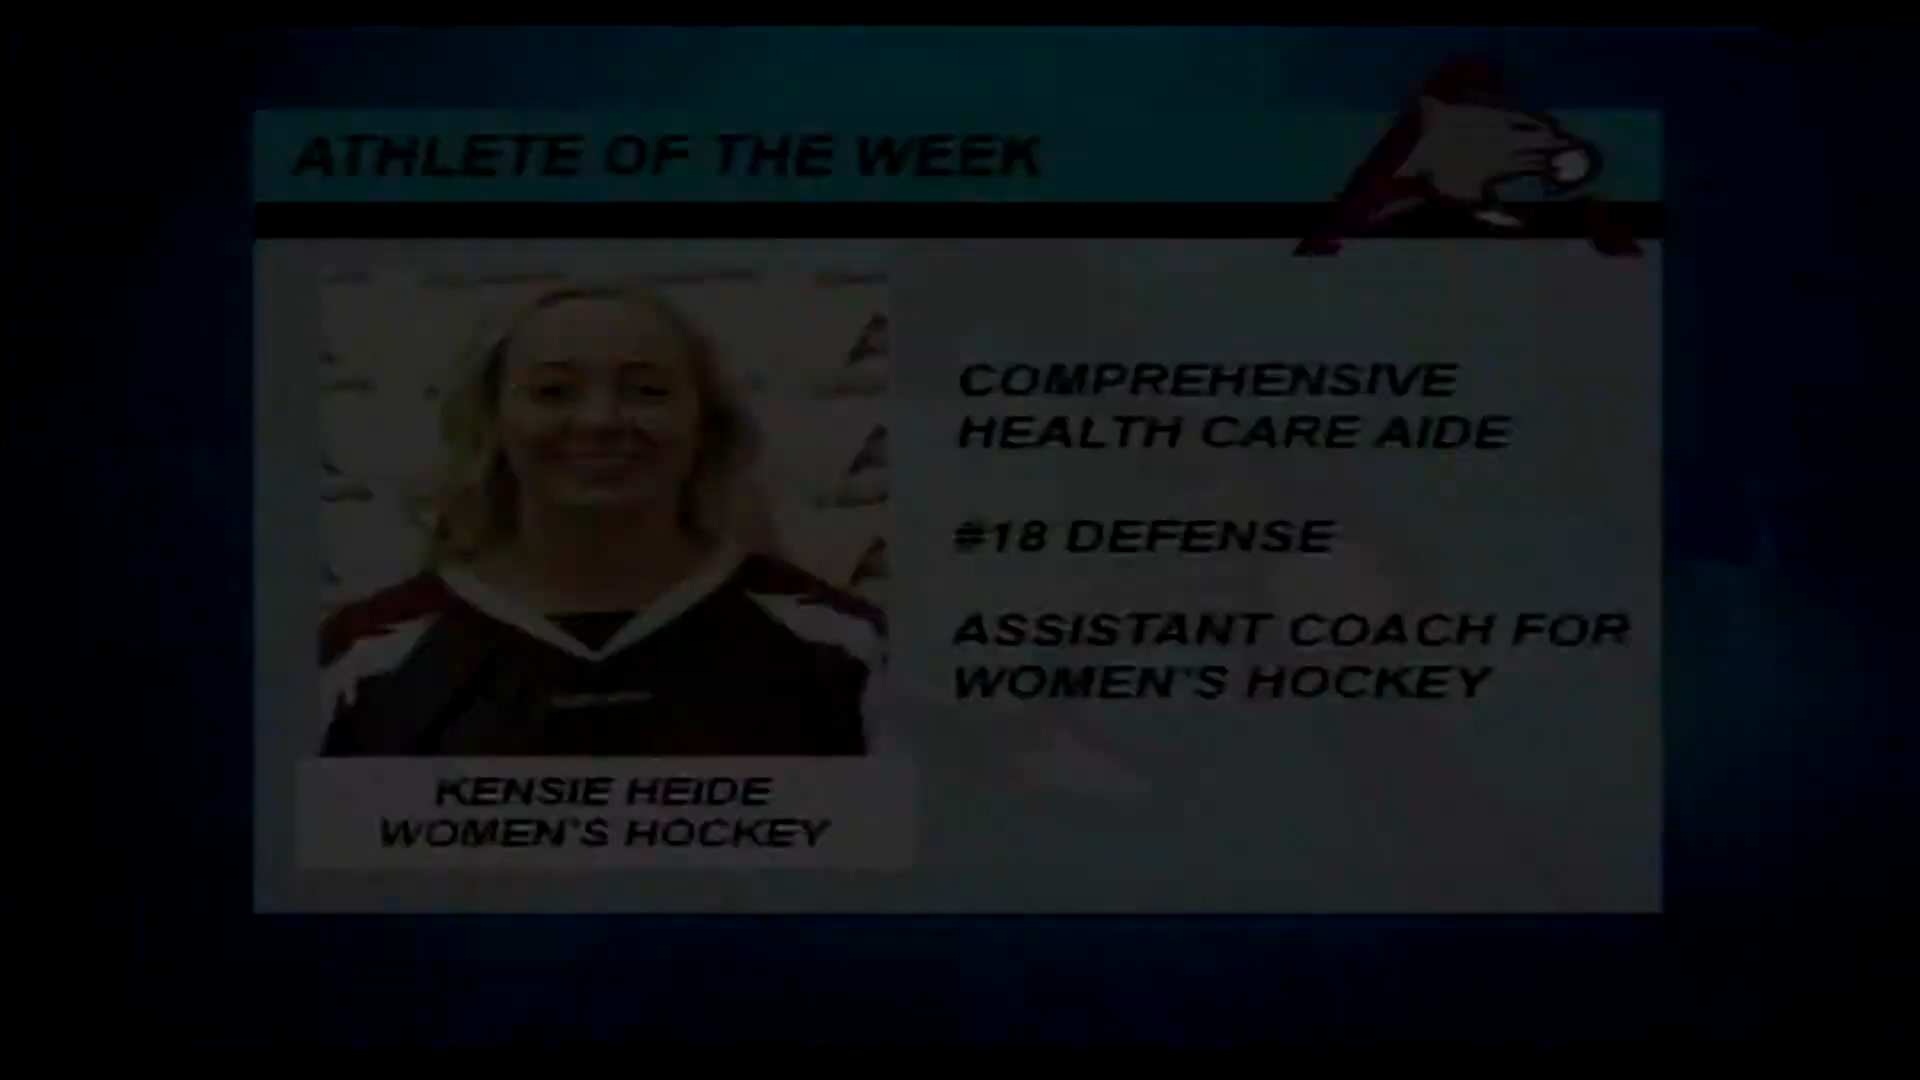 ATHLETE OF THE WEEK
COMPREHENSIVE
HEALTH CARE AIDE
#18 DEFENSE
ASSISTANT COACH FOR
WOMEN'S HOCKEY
KENSIE HEIDE
WOMEN'S HOCKEY